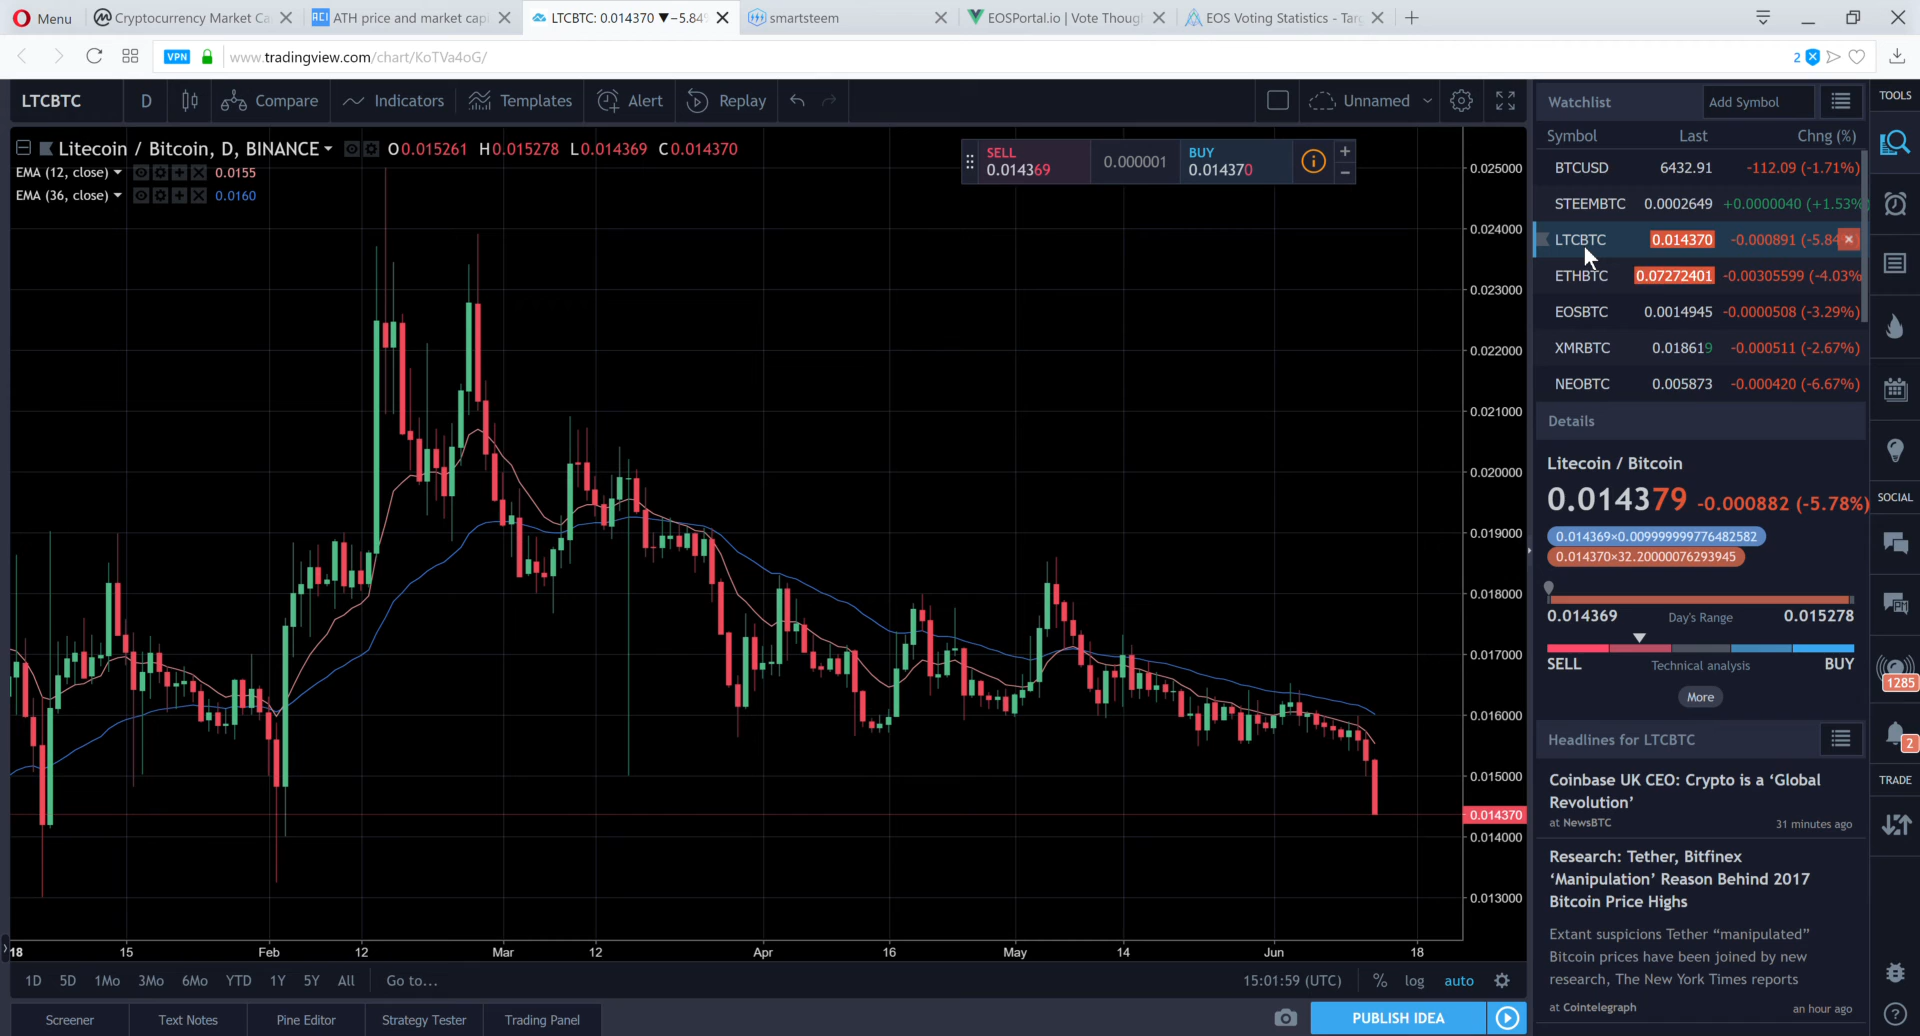 Menu
Cryptocurrency Market Ca
ATH price and market cap
LTCBTC: 0.014370 ▼−5.84%
smartsteem
EOSPortal.io | Vote Though
EOS Voting Statistics - Targ
VPN
www.tradingview.com/chart/KoTVa4oG/
2
LTCBTC
D
Compare
Indicators
Templates
Alert
Replay
Unnamed
Litecoin / Bitcoin, D, BINANCE
O0.015261 H0.015278 L0.014369 C0.014370
EMA (12, close)
0.0155
EMA (36, close)
0.0160
SELL
0.014369
0.000001
BUY
0.014370
0.025000
0.024000
0.023000
0.022000
0.021000
0.020000
0.019000
0.018000
0.017000
0.016000
0.015000
0.014370
0.014000
0.013000
18
15
Feb
12
Mar
12
Apr
16
May
14
Jun
18
1D
5D
1Mo
3Mo
6Mo
YTD
1Y
5Y
All
Go to...
15:01:59 (UTC)
%
log
auto
Screener
Text Notes
Pine Editor
Strategy Tester
Trading Panel
PUBLISH IDEA
Watchlist
Add Symbol
Symbol Last Chng (%)
BTCUSD 6432.91 -112.09 (-1.71%)
STEEMBTC 0.0002649 +0.0000040 (+1.53%
LTCBTC 0.014370 -0.000891 (-5.84
ETHBTC 0.07272401 -0.00305599 (-4.03%
EOSBTC 0.0014945 -0.0000508 (-3.29%)
XMRBTC 0.018619 -0.000511 (-2.67%)
NEOBTC 0.005873 -0.000420 (-6.67%)
Details
Litecoin / Bitcoin
0.014379 -0.000882 (-5.78%)
0.014369×0.009999999776482582
0.014370×32.20000076293945
0.014369 Day's Range 0.015278
SELL Technical analysis BUY
More
Headlines for LTCBTC
Coinbase UK CEO: Crypto is a ‘Global
Revolution’
at NewsBTC 31 minutes ago
Research: Tether, Bitfinex
‘Manipulation’ Reason Behind 2017
Bitcoin Price Highs
Extant suspicions Tether “manipulated”
Bitcoin prices have been joined by new
research, The New York Times reports
at Cointelegraph an hour ago
TOOLS
SOCIAL
1285
2
TRADE